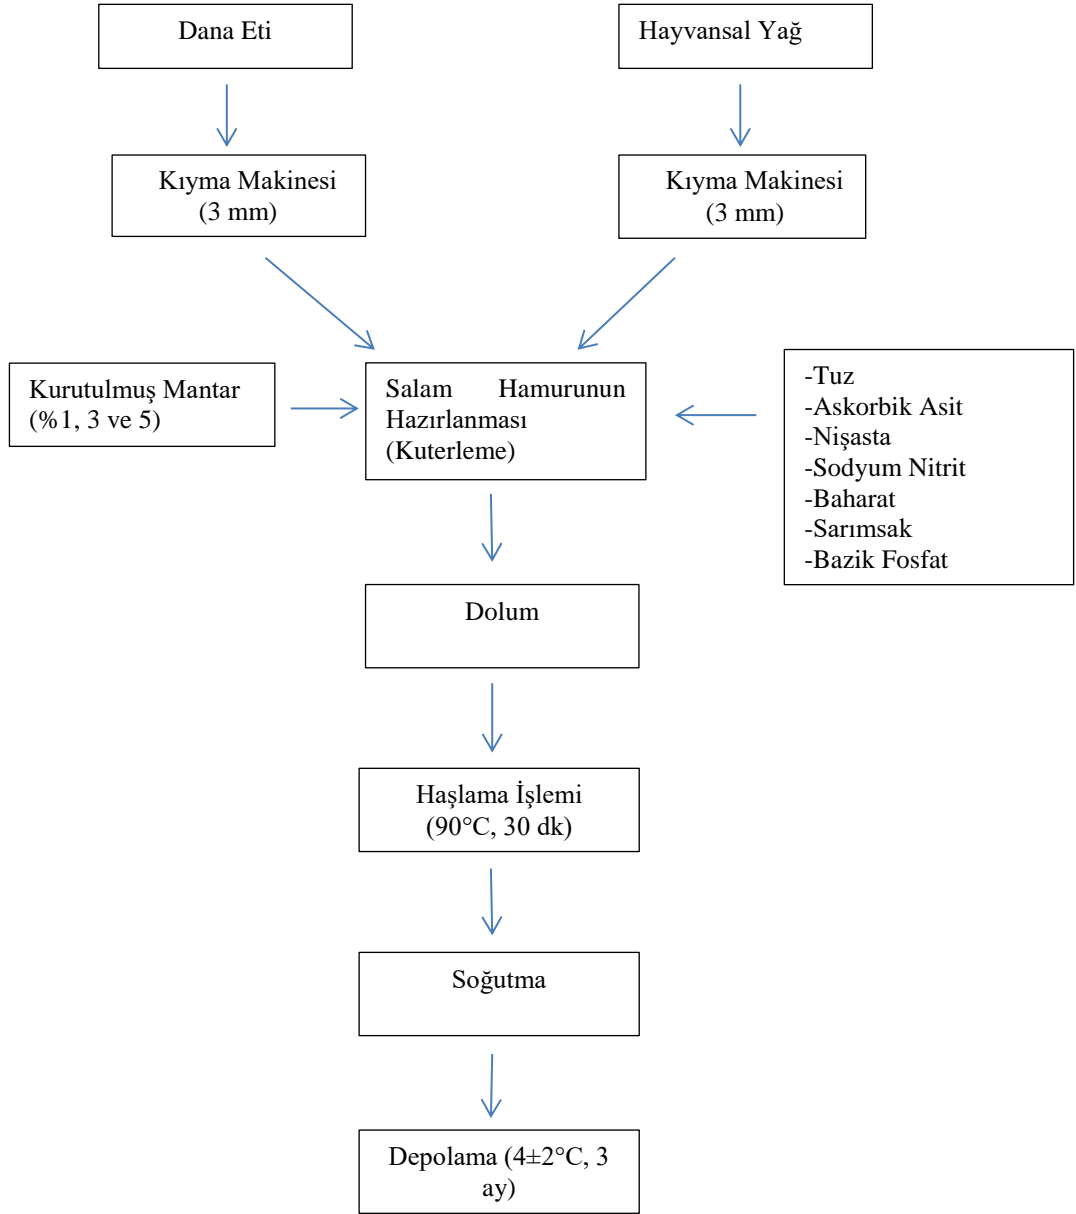 Dana Eti
Hayvansal Yağ
Kıyma Makinesi
(3 mm)
Kıyma Makinesi
(3 mm)
Kurutulmuş Mantar
(%1, 3 ve 5)
Salam Hamurunun
Hazırlanması
(Kuterleme)
-Tuz
-Askorbik Asit
-Nişasta
-Sodyum Nitrit
-Baharat
-Sarımsak
-Bazik Fosfat
Dolum
Haşlama İşlemi
(90°C, 30 dk)
Soğutma
Depolama (4±2°C, 3
ay)